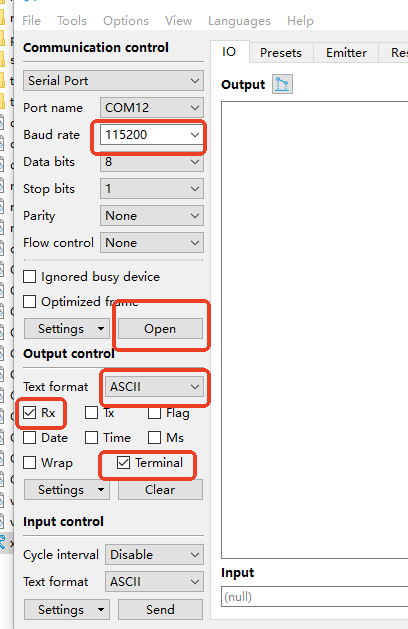 File Tools Options View Languages Help
Communication control
Serial Port
Port name COM12
Baud rate 115200
Data bits 8
Stop bits 1
Parity None
Flow control None
Ignored busy device
Optimized frame
Settings Open
Output control
Text format ASCII
Rx Tx Flag
Date Time Ms
Wrap Terminal
Settings Clear
Input control
Cycle interval Disable
Text format ASCII
Settings Send
IO Presets Emitter Res
Output
Input
(null)